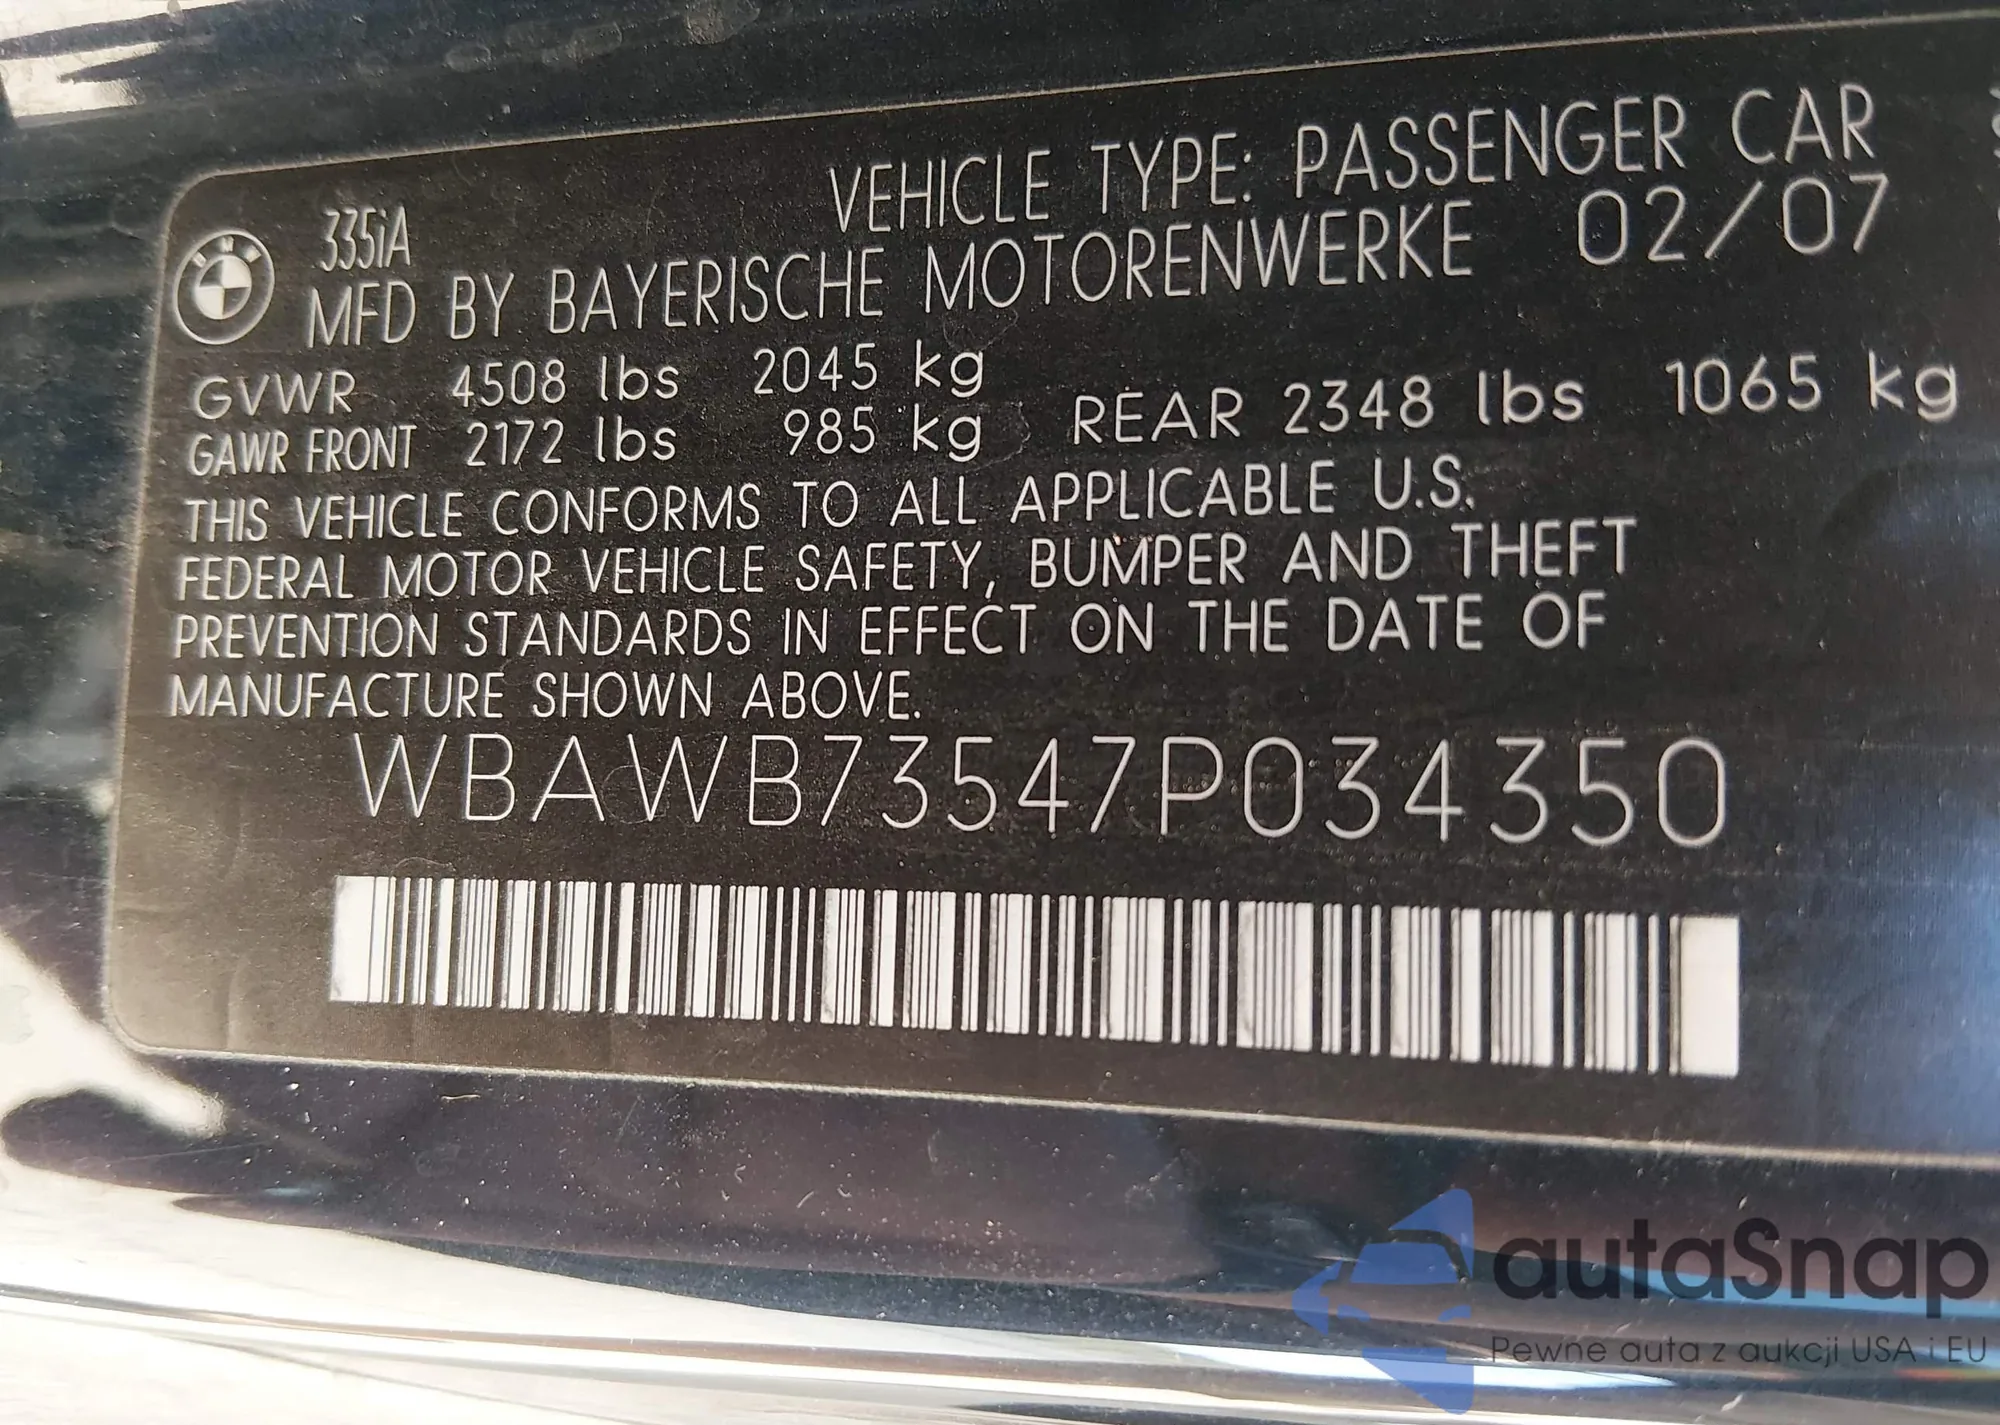 VEHICLE TYPE: PASSENGER CAR
335iA
MFD BY BAYERISCHE MOTORENWERKE 02/07
GVWR 4508 lbs 2045 kg
GAWR FRONT 2172 lbs 985 kg REAR 2348 lbs 1065 kg
THIS VEHICLE CONFORMS TO ALL APPLICABLE U.S.
FEDERAL MOTOR VEHICLE SAFETY, BUMPER AND THEFT
PREVENTION STANDARDS IN EFFECT ON THE DATE OF
MANUFACTURE SHOWN ABOVE.
WBAWB73547P034350
autaSnap
Pewne auta z aukcji USA i EU